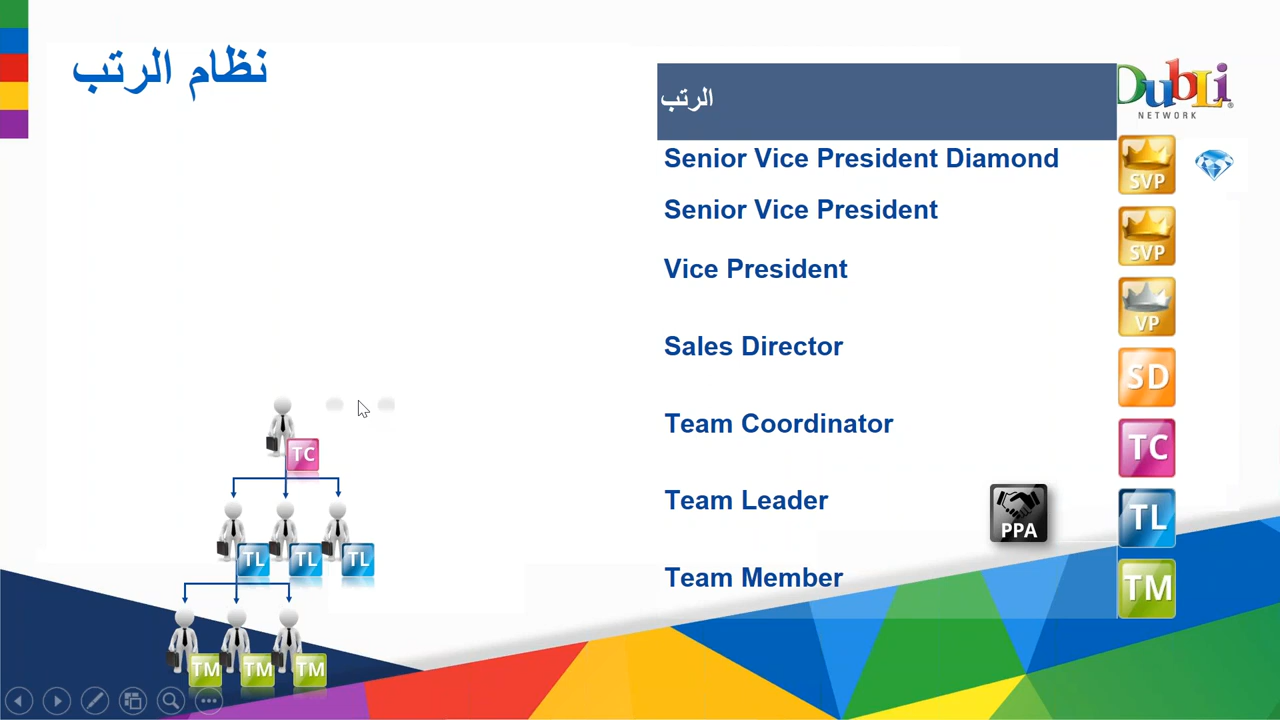 نظام الرتب
DubLi
NETWORK
الرتب
Senior Vice President Diamond
SVP
Senior Vice President
SVP
Vice President
VP
Sales Director
SD
Team Coordinator
TC
Team Leader
PPA
TL
Team Member
TM
TC
TL TL TL
TM TM TM